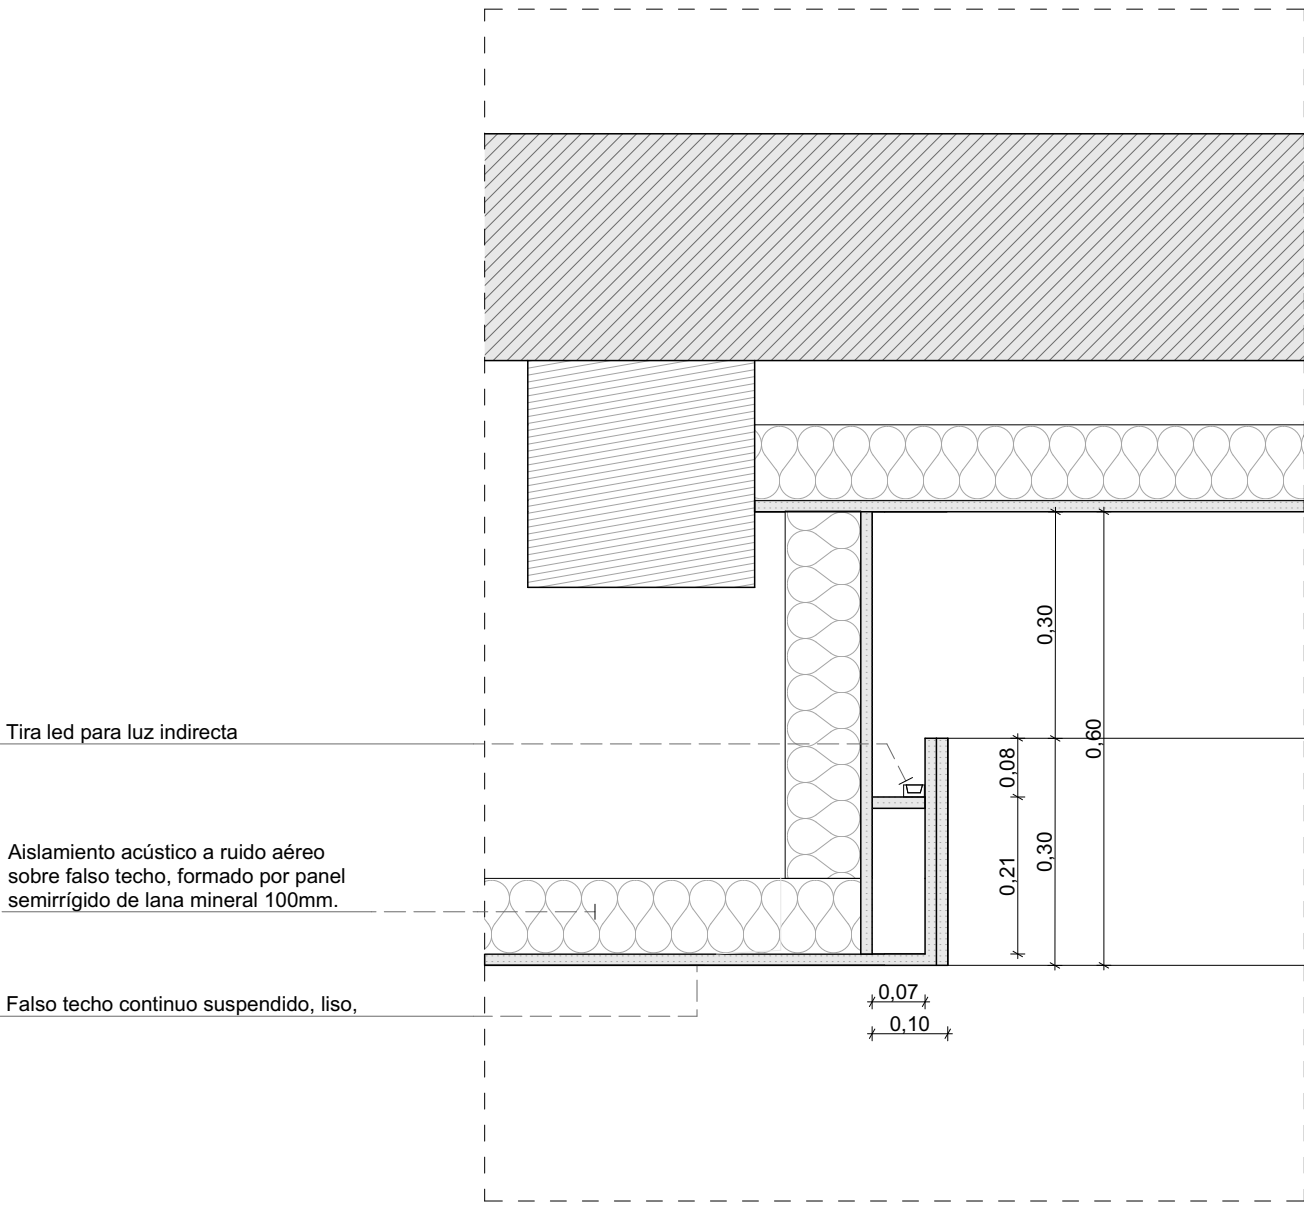 Tira led para luz indirecta
Aislamiento acústico a ruido aéreo
sobre falso techo, formado por panel
semirrígido de lana mineral 100mm.
Falso techo continuo suspendido, liso,
0,30
0,60
0,08
0,30
0,21
0,07
0,10